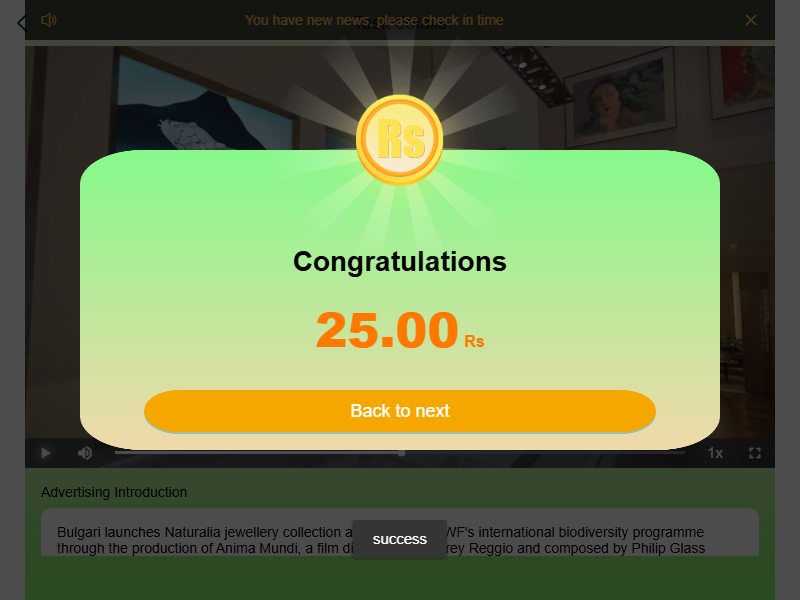 You have new news, please check in time
Rs
Congratulations
25.00 Rs
Back to next
1x
Advertising Introduction
Bulgari launches Naturalia jewellery collection a WF's international biodiversity programme
through the production of Anima Mundi, a film di rey Reggio and composed by Philip Glass
success